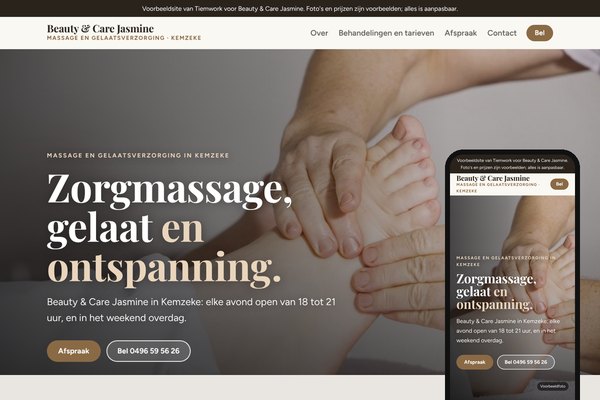 Voorbeeldsite van Tiemwork voor Beauty & Care Jasmine. Foto's en prijzen zijn voorbeelden; alles is aanpasbaar.
Beauty & Care Jasmine
MASSAGE EN GELAATSVERZORGING · KEMZEKE
Over
Behandelingen en tarieven
Afspraak
Contact
Bel
MASSAGE EN GELAATSVERZORGING IN KEMZEKE
Zorgmassage,
gelaat en
ontspanning.
Beauty & Care Jasmine in Kemzeke: elke avond open van 18 tot 21
uur, en in het weekend overdag.
Afspraak
Bel 0496 59 56 26
Voorbeeldsite van Tiemwork voor Beauty & Care Jasmine.
Foto's en prijzen zijn voorbeelden; alles is aanpasbaar.
Beauty & Care Jasmine
MASSAGE EN GELAATSVERZORGING ·
KEMZEKE
Bel
MASSAGE EN GELAATSVERZORGING IN
KEMZEKE
Zorgmassage,
gelaat en
ontspanning.
Beauty & Care Jasmine in Kemzeke: elke
avond open van 18 tot 21 uur, en in het
weekend overdag.
Afspraak
Bel 0496 59 56 26
Voorbeeldfoto